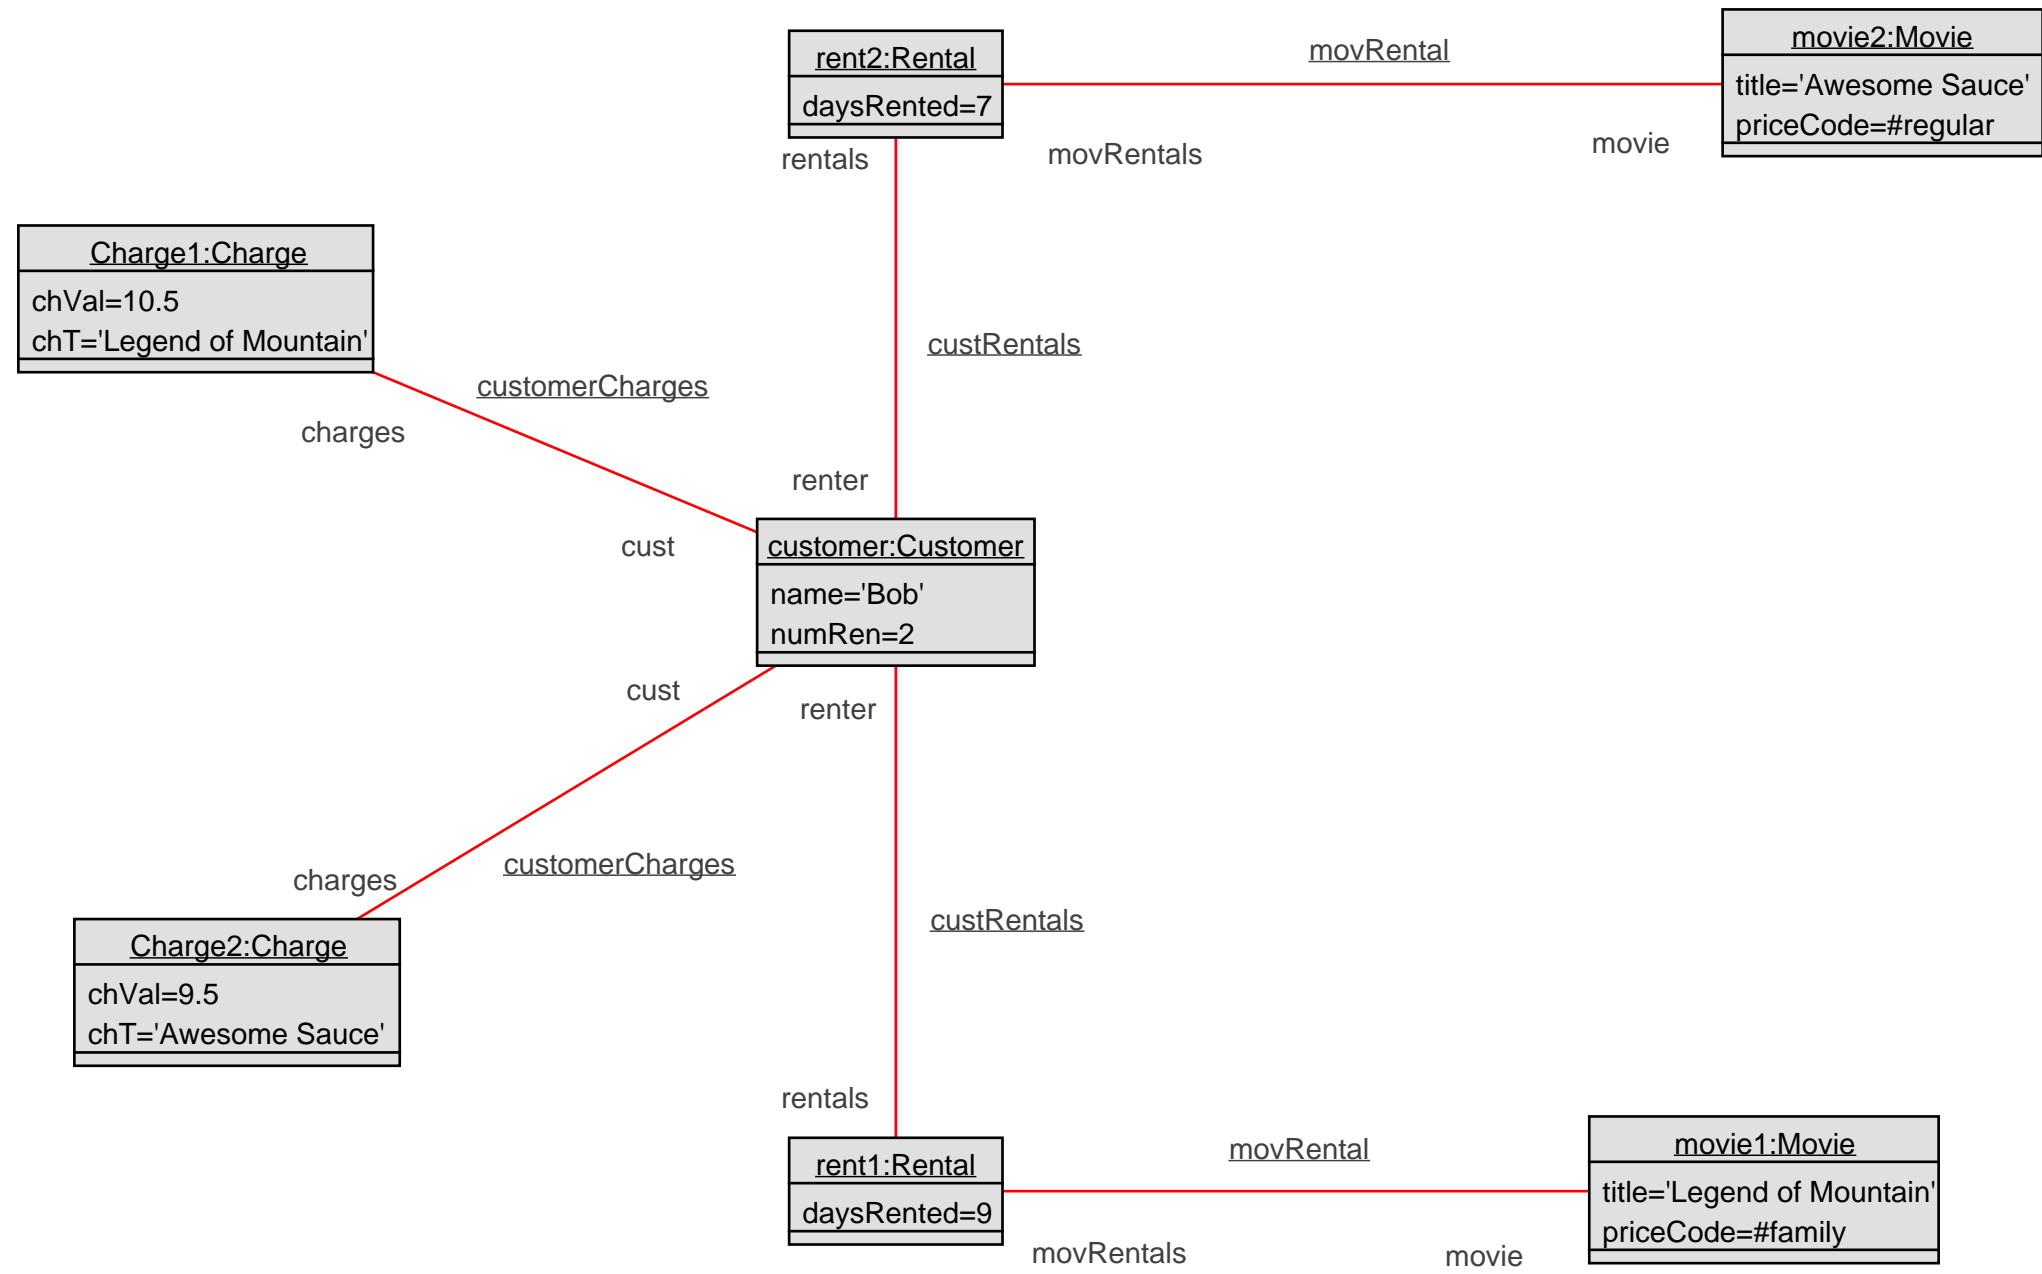 rent2:Rental
daysRented=7
movRental
movie2:Movie
title='Awesome Sauce'
priceCode=#regular
rentals
movRentals
movie
Charge1:Charge
chVal=10.5
chT='Legend of Mountain'
custRentals
customerCharges
charges
renter
cust
customer:Customer
name='Bob'
numRen=2
cust
renter
customerCharges
charges
custRentals
Charge2:Charge
chVal=9.5
chT='Awesome Sauce'
rentals
rent1:Rental
daysRented=9
movRental
movie1:Movie
title='Legend of Mountain'
priceCode=#family
movRentals
movie